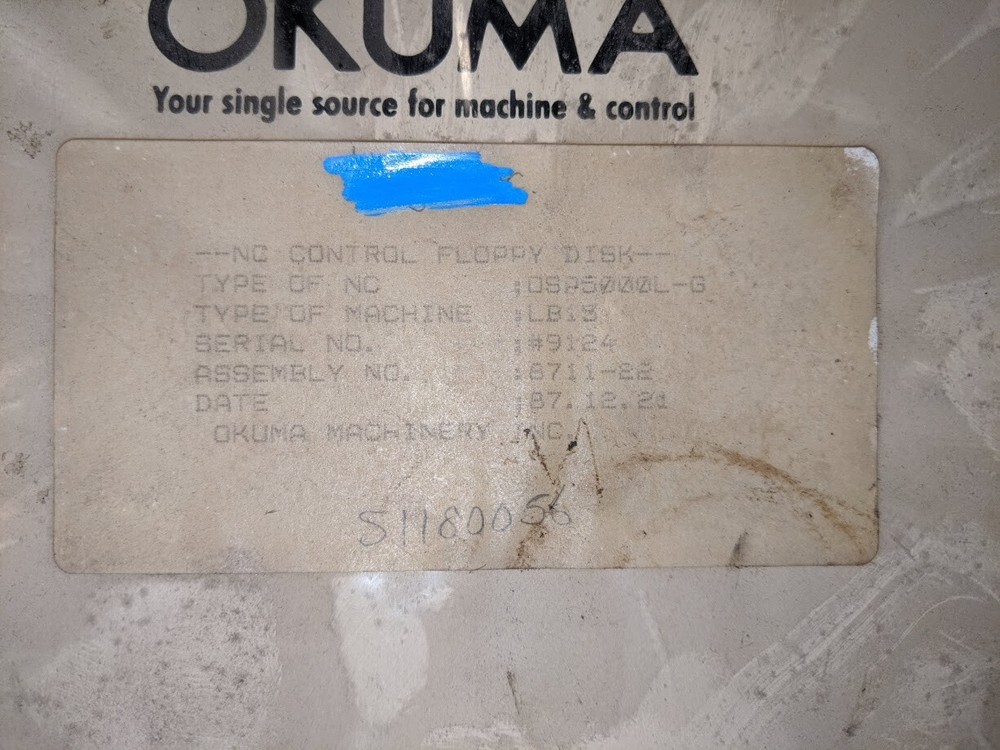 OKUMA
Your single source for machine & control
--NC CONTROL FLOPPY DISK--
TYPE OF NC :OSP5000L-G
TYPE OF MACHINE :LB15
SERIAL NO. :#9124
ASSEMBLY NO. :8711-22
DATE :87.12.21
OKUMA MACHINERY INC.
S1180056